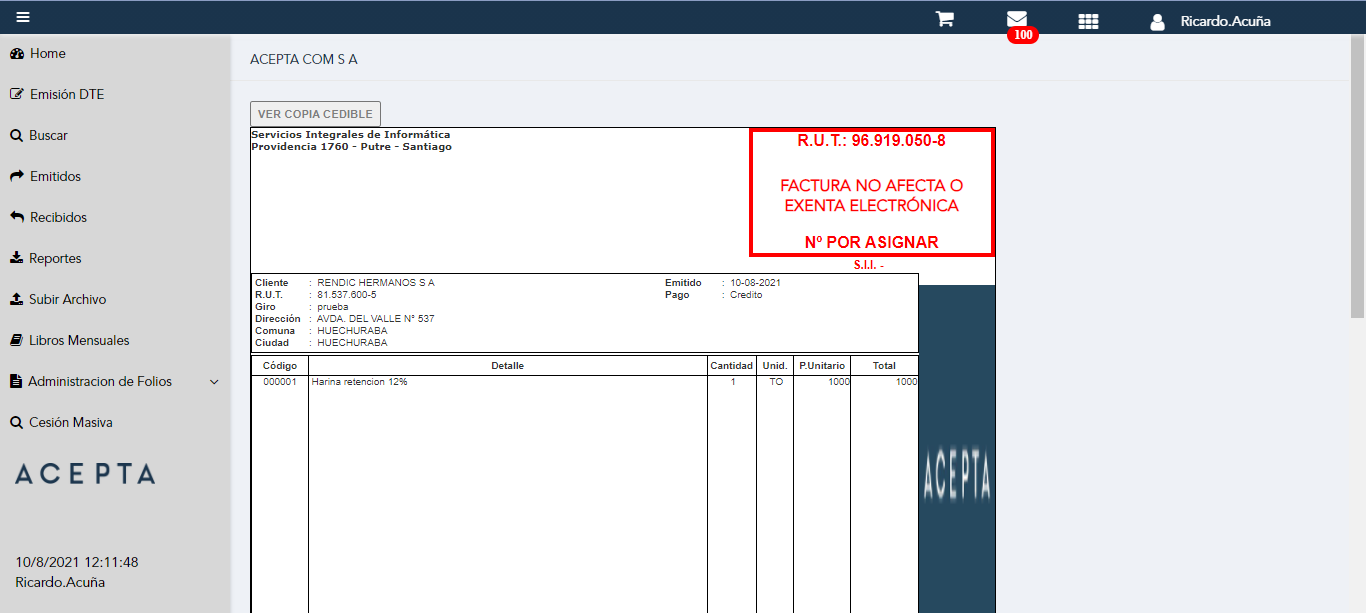 Ricardo.Acuña
100
Home
Emisión DTE
Buscar
Emitidos
Recibidos
Reportes
Subir Archivo
Libros Mensuales
Administracion de Folios
Cesión Masiva
ACEPTA
10/8/2021 12:11:48
Ricardo.Acuña
ACEPTA COM S A
VER COPIA CEDIBLE
Servicios Integrales de Informática
Providencia 1760 - Putre - Santiago
R.U.T.: 96.919.050-8
FACTURA NO AFECTA O
EXENTA ELECTRÓNICA
Nº POR ASIGNAR
S.I.I. -
Cliente : RENDIC HERMANOS S A Emitido : 10-08-2021
R.U.T. : 81.537.600-5 Pago : Credito
Giro : prueba
Dirección : AVDA. DEL VALLE N° 537
Comuna : HUECHURABA
Ciudad : HUECHURABA
Código Detalle Cantidad Unid. P.Unitario Total
000001 Harina retencion 12% 1 TO 1000 1000
ACEPTA